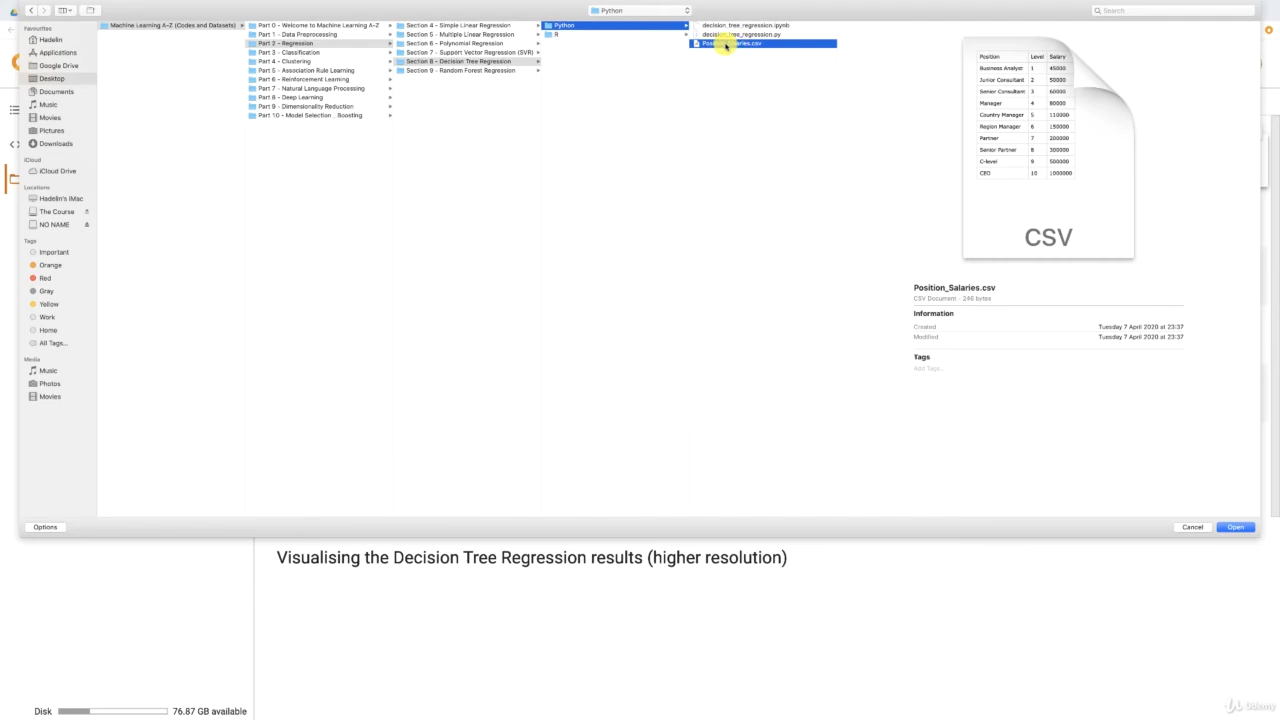 Python
Search
Favourites
Hadelin
Applications
Google Drive
Desktop
Documents
Music
Movies
Pictures
Downloads
iCloud
iCloud Drive
Locations
Hadelin's iMac
The Course
NO NAME
Tags
Important
Orange
Red
Gray
Yellow
Work
Home
All Tags...
Media
Music
Photos
Movies
Machine Learning A-Z (Codes and Datasets)
Part 0 - Welcome to Machine Learning A-Z
Part 1 - Data Preprocessing
Part 2 - Regression
Part 3 - Classification
Part 4 - Clustering
Part 5 - Association Rule Learning
Part 6 - Reinforcement Learning
Part 7 - Natural Language Processing
Part 8 - Deep Learning
Part 9 - Dimensionality Reduction
Part 10 - Model Selection _ Boosting
Section 4 - Simple Linear Regression
Section 5 - Multiple Linear Regression
Section 6 - Polynomial Regression
Section 7 - Support Vector Regression (SVR)
Section 8 - Decision Tree Regression
Section 9 - Random Forest Regression
Python
R
decision_tree_regression.ipynb
decision_tree_regression.py
Position_Salaries.csv
Position Level Salary
Business Analyst 1 45000
Junior Consultant 2 50000
Senior Consultant 3 60000
Manager 4 80000
Country Manager 5 110000
Region Manager 6 150000
Partner 7 200000
Senior Partner 8 300000
C-level 9 500000
CEO 10 1000000
CSV
Position_Salaries.csv
CSV Document - 246 bytes
Information
Created Tuesday 7 April 2020 at 23:37
Modified Tuesday 7 April 2020 at 23:37
Tags
Add Tags...
Options
Cancel
Open
Visualising the Decision Tree Regression results (higher resolution)
Disk 76.87 GB available
Udemy